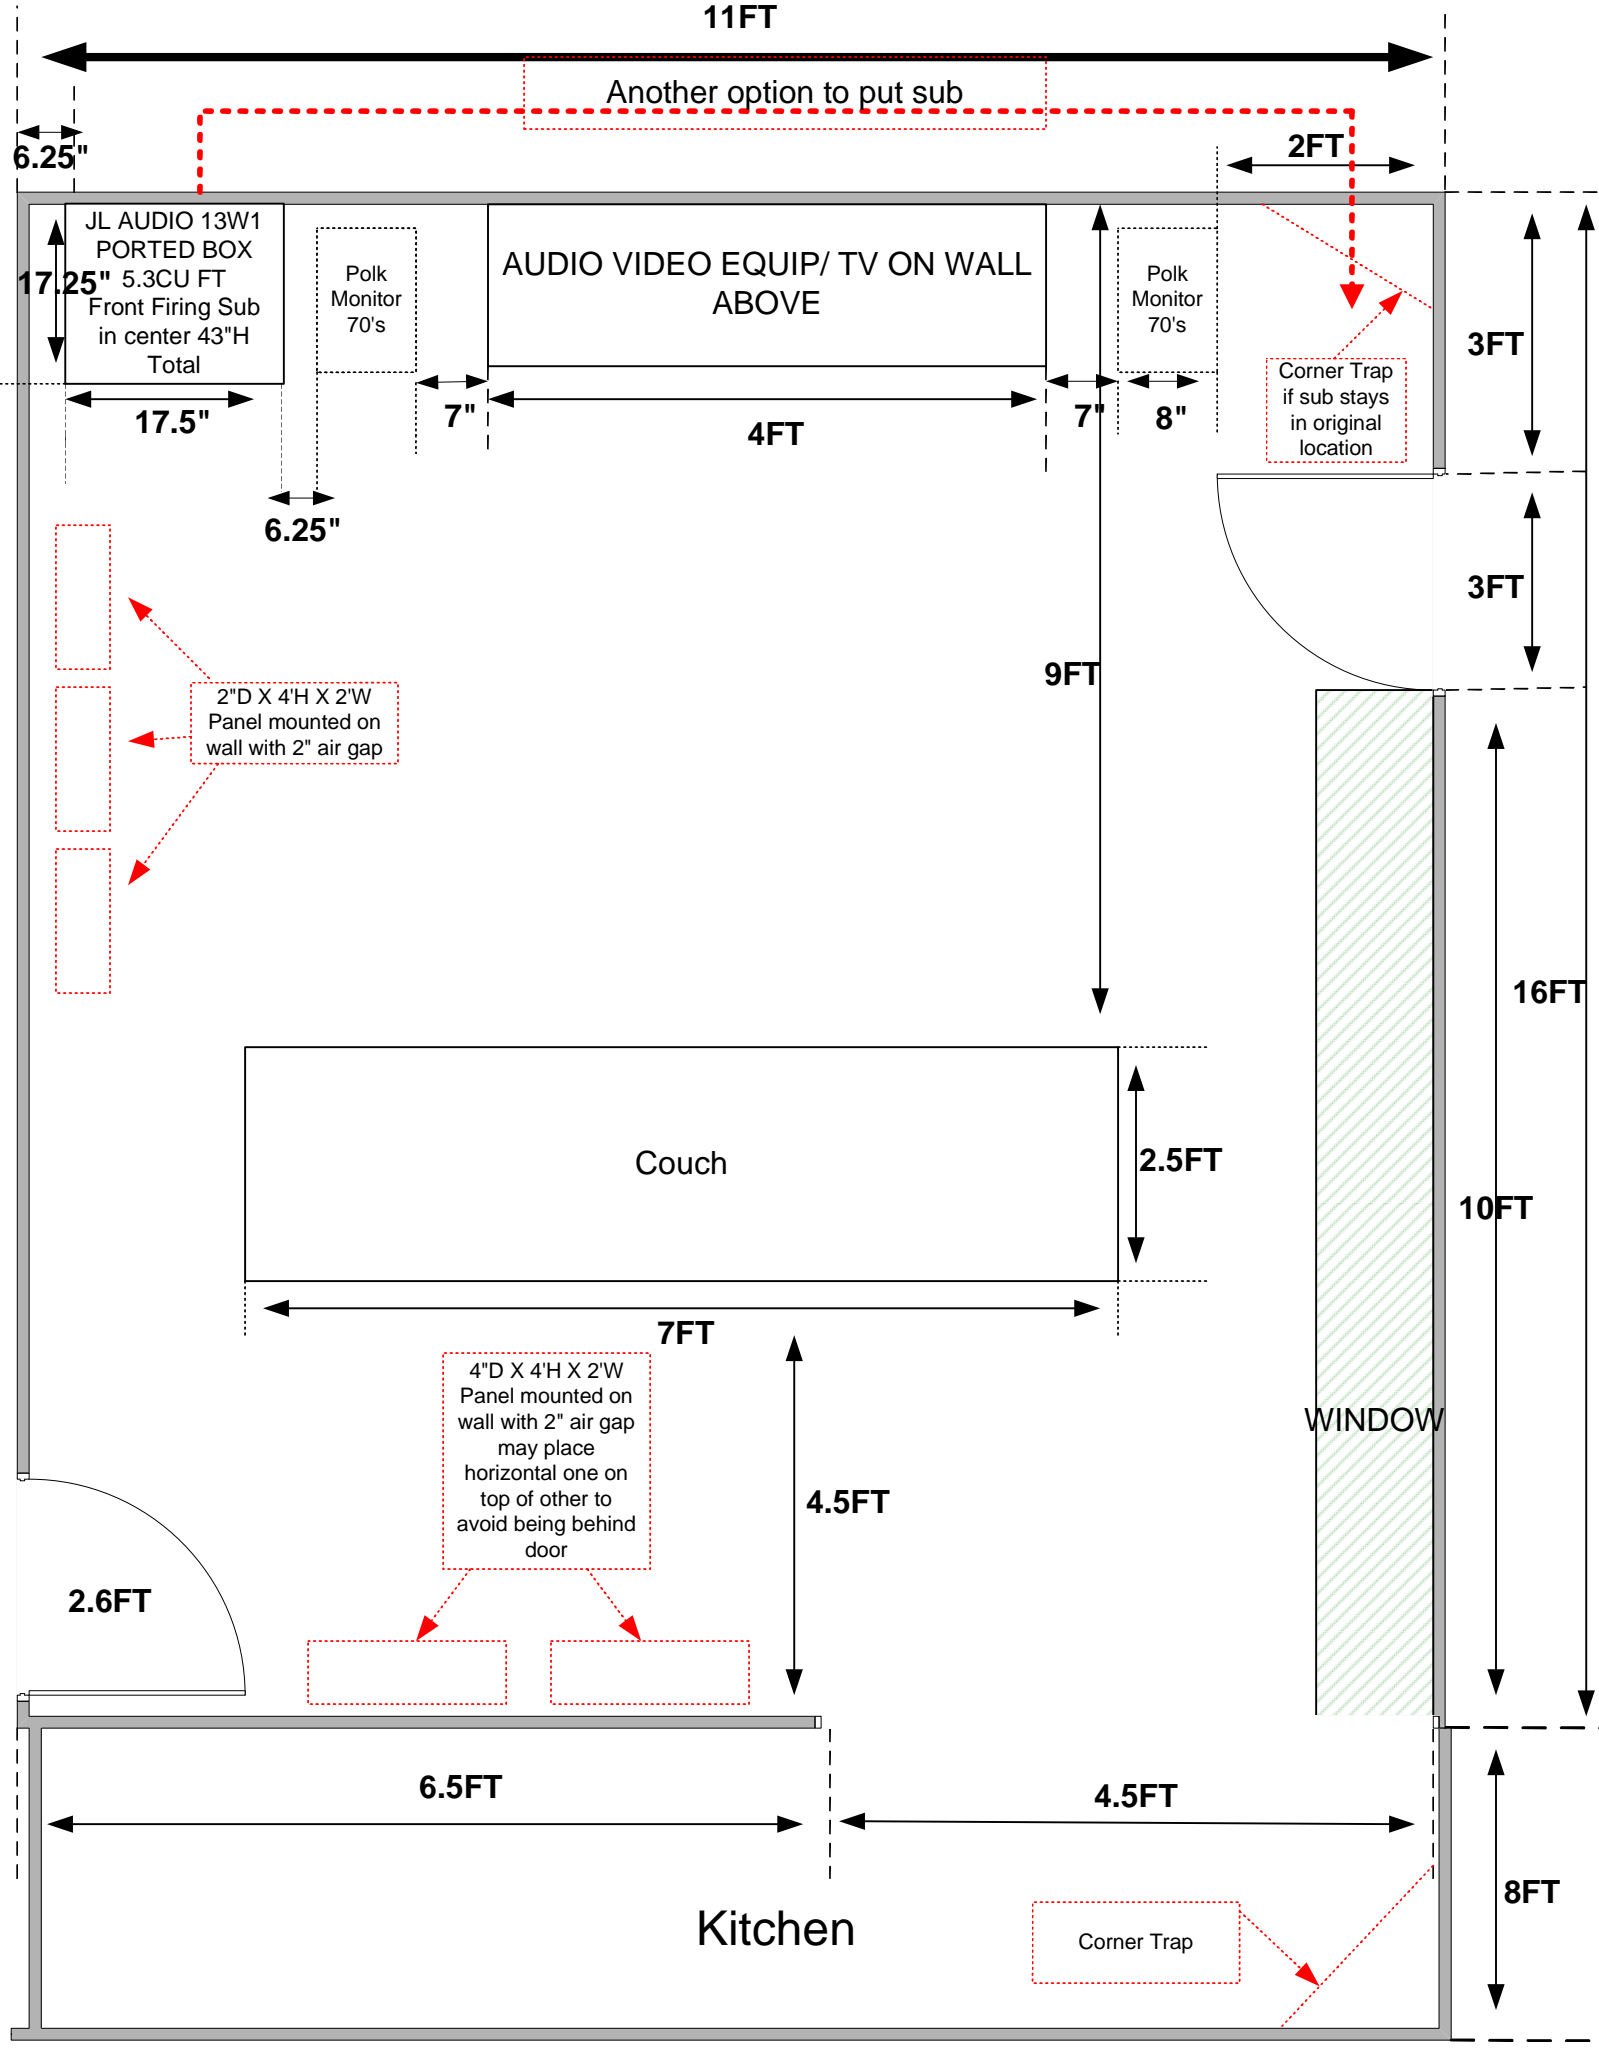 11FT
Another option to put sub
6.25"
2FT
JL AUDIO 13W1
PORTED BOX
5.3CU FT
Front Firing Sub
in center 43"H
Total
17.25"
Polk
Monitor
70's
AUDIO VIDEO EQUIP/ TV ON WALL
ABOVE
Polk
Monitor
70's
3FT
Corner Trap
if sub stays
in original
location
17.5"
7"
4FT
7"
8"
6.25"
3FT
9FT
2"D X 4'H X 2'W
Panel mounted on
wall with 2" air gap
16FT
Couch
2.5FT
10FT
7FT
4"D X 4'H X 2'W
Panel mounted on
wall with 2" air gap
may place
horizontal one on
top of other to
avoid being behind
door
WINDOW
4.5FT
2.6FT
6.5FT
4.5FT
8FT
Kitchen
Corner Trap